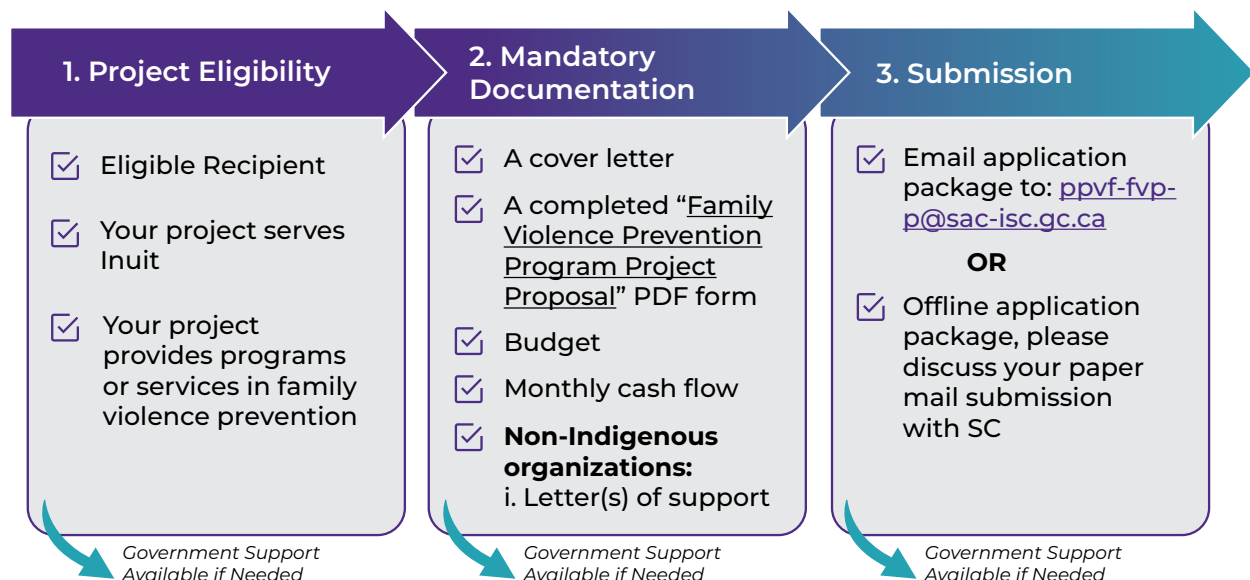 1. Project Eligibility
Eligible Recipient
Your project serves
Inuit
Your project
provides programs
or services in family
violence prevention
Government Support
Available if Needed
2. Mandatory
Documentation
A cover letter
A completed “Family
Violence Prevention
Program Project
Proposal” PDF form
Budget
Monthly cash flow
Non-Indigenous
organizations:
i. Letter(s) of support
Government Support
Available if Needed
3. Submission
Email application
package to: ppvf-fvp-
p@sac-isc.gc.ca
OR
Offline application
package, please
discuss your paper
mail submission
with SC
Government Support
Available if Needed